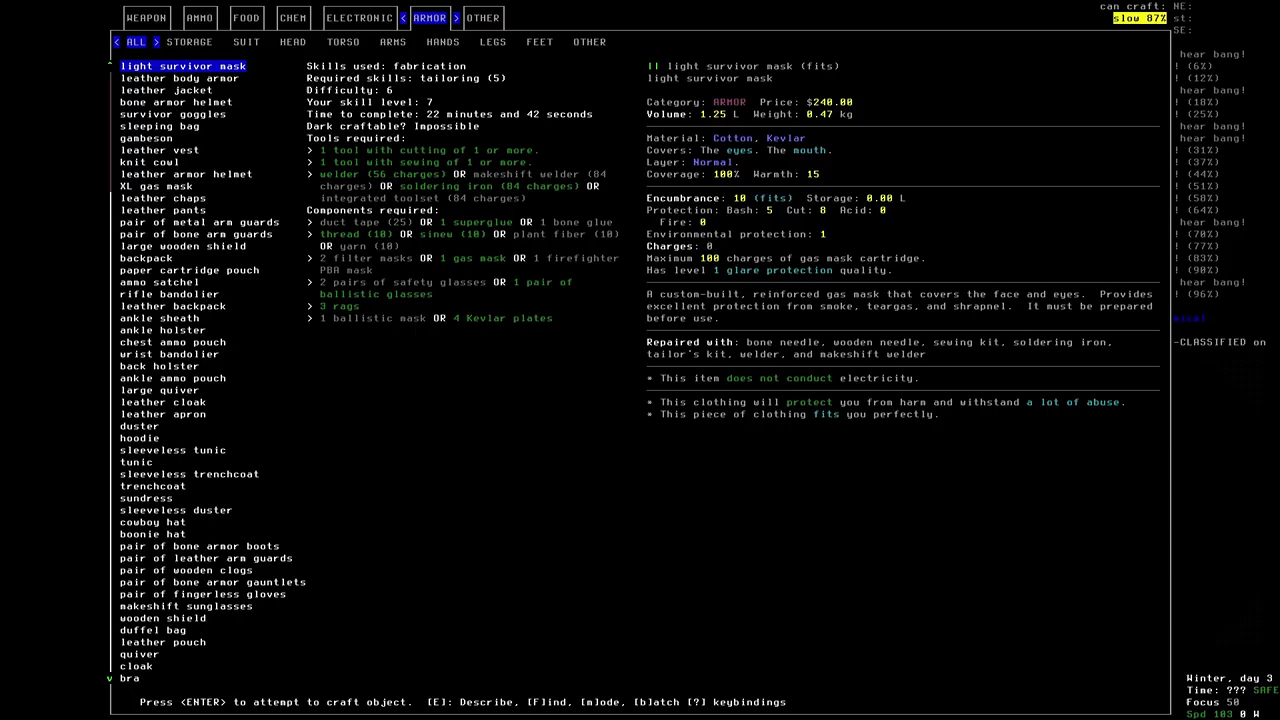 WEAPON AMMO FOOD CHEM ELECTRONIC < ARMOR > OTHER
can craft: NE:
slow 87% st:
SE:
< ALL > STORAGE SUIT HEAD TORSO ARMS HANDS LEGS FEET OTHER
light survivor mask
leather body armor
leather jacket
bone armor helmet
survivor goggles
sleeping bag
gambeson
leather vest
knit cowl
leather armor helmet
XL gas mask
leather chaps
leather pants
pair of metal arm guards
pair of bone arm guards
large wooden shield
backpack
paper cartridge pouch
ammo satchel
rifle bandolier
leather backpack
ankle sheath
ankle holster
chest ammo pouch
wrist bandolier
back holster
ankle ammo pouch
large quiver
leather cloak
leather apron
duster
hoodie
sleeveless tunic
tunic
sleeveless trenchcoat
trenchcoat
sundress
sleeveless duster
cowboy hat
boonie hat
pair of bone armor boots
pair of leather arm guards
pair of wooden clogs
pair of bone armor gauntlets
pair of fingerless gloves
makeshift sunglasses
wooden shield
duffel bag
leather pouch
quiver
cloak
v bra
Skills used: fabrication
Required skills: tailoring (5)
Difficulty: 6
Your skill level: 7
Time to complete: 22 minutes and 42 seconds
Dark craftable? Impossible
Tools required:
> 1 tool with cutting of 1 or more.
> 1 tool with sewing of 1 or more.
> welder (56 charges) OR makeshift welder (84
charges) OR soldering iron (84 charges) OR
integrated toolset (84 charges)
Components required:
> duct tape (25) OR 1 superglue OR 1 bone glue
> thread (10) OR sinew (10) OR plant fiber (10)
OR yarn (10)
> 2 filter masks OR 1 gas mask OR 1 firefighter
PBA mask
> 2 pairs of safety glasses OR 1 pair of
ballistic glasses
> 3 rags
> 1 ballistic mask OR 4 Kevlar plates
|| light survivor mask (fits)
light survivor mask
Category: ARMOR Price: $240.00
Volume: 1.25 L Weight: 0.47 kg
Material: Cotton, Kevlar
Covers: The eyes. The mouth.
Layer: Normal.
Coverage: 100% Warmth: 15
Encumbrance: 10 (fits) Storage: 0.00 L
Protection: Bash: 5 Cut: 8 Acid: 0
Fire: 0
Environmental protection: 1
Charges: 0
Maximum 100 charges of gas mask cartridge.
Has level 1 glare protection quality.
A custom-built, reinforced gas mask that covers the face and eyes. Provides
excellent protection from smoke, teargas, and shrapnel. It must be prepared
before use.
Repaired with: bone needle, wooden needle, sewing kit, soldering iron,
tailor's kit, welder, and makeshift welder
* This item does not conduct electricity.
* This clothing will protect you from harm and withstand a lot of abuse.
* This piece of clothing fits you perfectly.
hear bang!
! (6%)
! (12%)
hear bang!
! (18%)
! (25%)
hear bang!
hear bang!
! (31%)
! (37%)
! (44%)
! (51%)
! (58%)
! (64%)
hear bang!
! (70%)
! (77%)
! (83%)
! (90%)
hear bang!
! (96%)
-CLASSIFIED on
Winter, day 3
Time: ??? SAFE
Focus 50
Spd 103 0 W
Press <ENTER> to attempt to craft object. [E]: Describe, [F]ind, [m]ode, [b]atch [?] keybindings